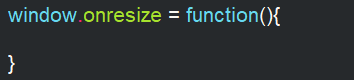 window.onresize = function(){
}